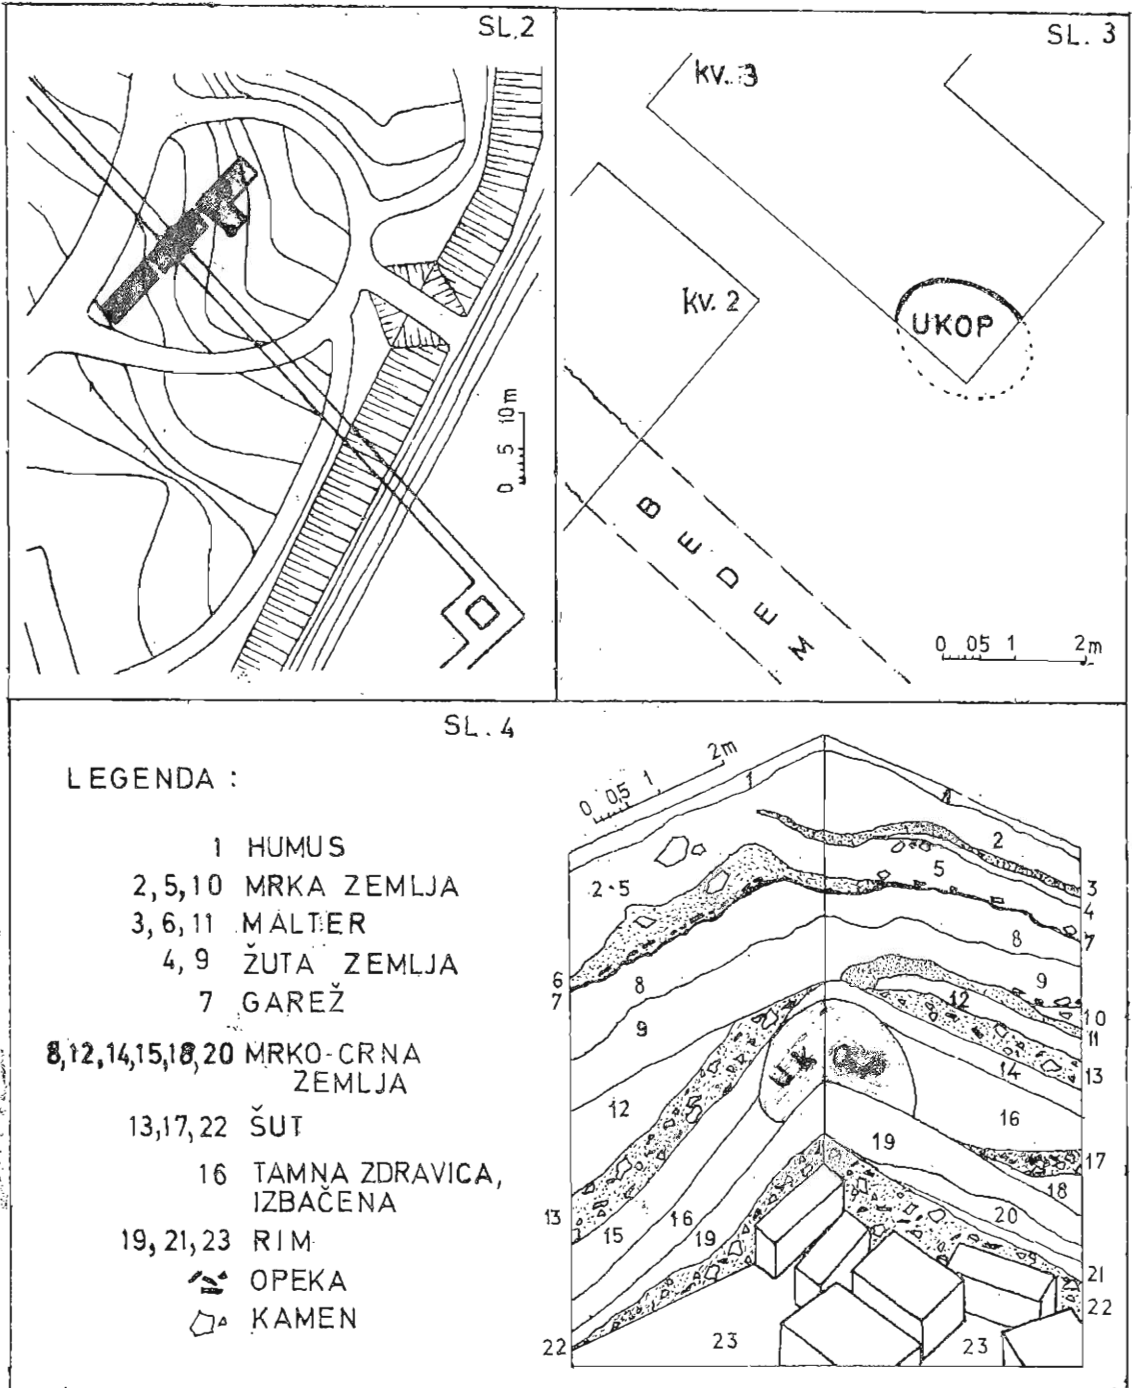 SL.2
0 5 10m
SL. 3
kv. 3
kv. 2
UKOP
BEDEM
0 05 1 2m
SL. 4
LEGENDA :
1 HUMUS
2, 5, 10 MRKA ZEMLJA
3, 6, 11 MALTER
4, 9 ŽUTA ZEMLJA
7 GAREŽ
8,12,14,15,18,20 MRKO-CRNA
ZEMLJA
13,17,22 ŠUT
16 TAMNA ZDRAVICA,
IZBAČENA
19, 21, 23 RIM
OPEKA
KAMEN
0 0,5 1 2m
1
1
2
2·5
5
3
4
7
6
7
8
8
9
9
10
11
12
12
13
13
14
15
16
16
17
18
19
19
20
21
22
22
23
23